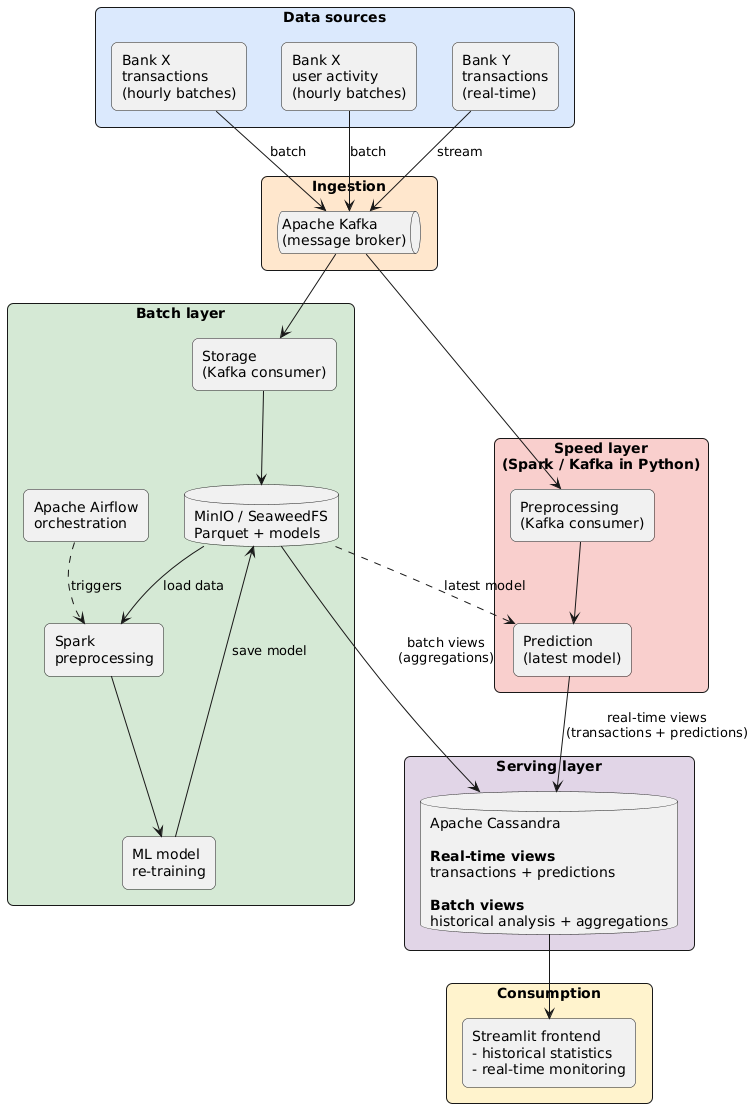 Data sources
Bank X
transactions
(hourly batches)
Bank X
user activity
(hourly batches)
Bank Y
transactions
(real-time)
batch
batch
stream
Ingestion
Apache Kafka
(message broker)
Batch layer
Storage
(Kafka consumer)
Speed layer
(Spark / Kafka in Python)
Apache Airflow
orchestration
MinIO / SeaweedFS
Parquet + models
Preprocessing
(Kafka consumer)
triggers
load data
latest model
Spark
preprocessing
save model
batch views
(aggregations)
Prediction
(latest model)
real-time views
(transactions + predictions)
Serving layer
ML model
re-training
Apache Cassandra
Real-time views
transactions + predictions
Batch views
historical analysis + aggregations
Consumption
Streamlit frontend
- historical statistics
- real-time monitoring